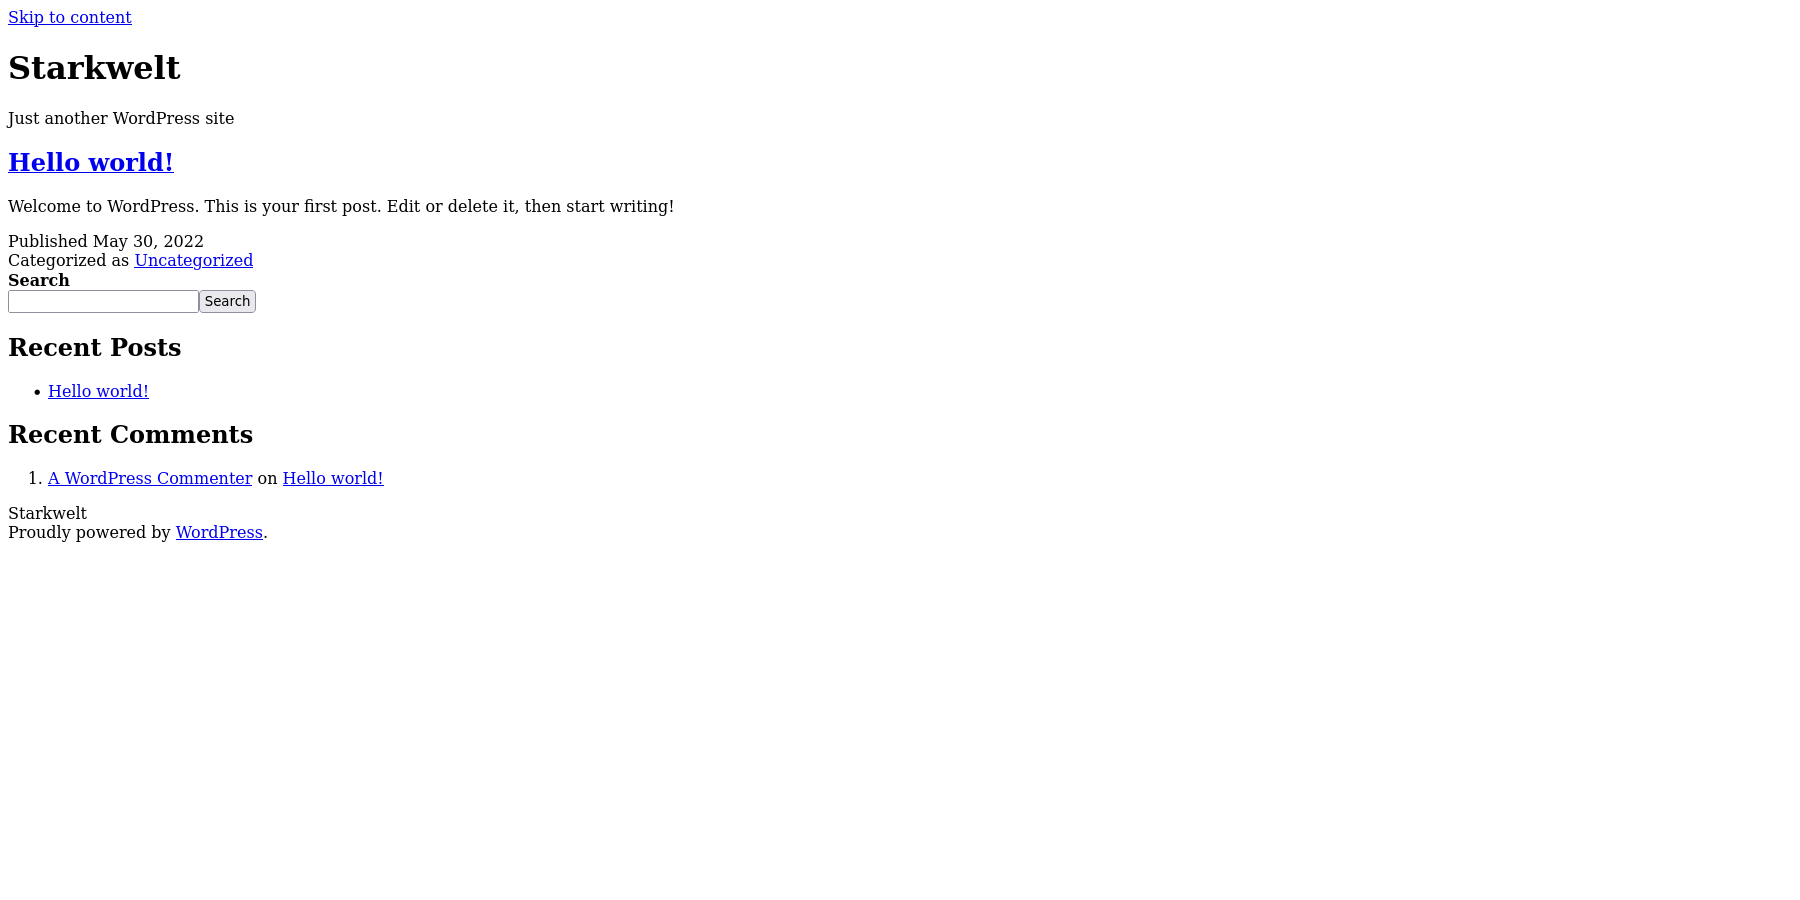 Skip to content
Starkwelt
Just another WordPress site
Hello world!
Welcome to WordPress. This is your first post. Edit or delete it, then start writing!
Published May 30, 2022
Categorized as Uncategorized
Search
Search
Recent Posts
• Hello world!
Recent Comments
1. A WordPress Commenter on Hello world!
Starkwelt
Proudly powered by WordPress.